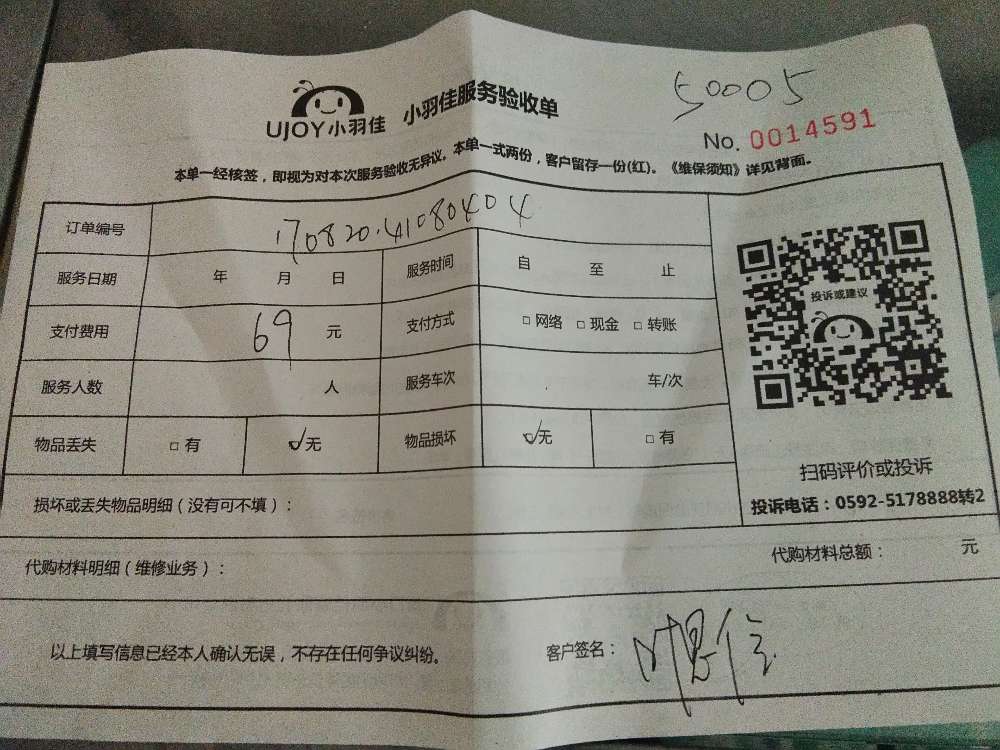 50005
UJOY小羽佳 小羽佳服务验收单
No. 0014591
本单一经核签，即视为对本次服务验收无异议。本单一式两份，客户留存一份(红)。《维保须知》详见背面。
订单编号 17082041080404
服务日期 年 月 日 服务时间 自 至 止
支付费用 69 元 支付方式 □ 网络 □ 现金 □ 转账
服务人数 人 服务车次 车/次
物品丢失 □ 有 ✓无 物品损坏 ✓无 □ 有
投诉或建议
扫码评价或投诉
投诉电话：0592-5178888转2
损坏或丢失物品明细（没有可不填）：
代购材料明细（维修业务）： 代购材料总额： 元
以上填写信息已经本人确认无误，不存在任何争议纠纷。 客户签名：